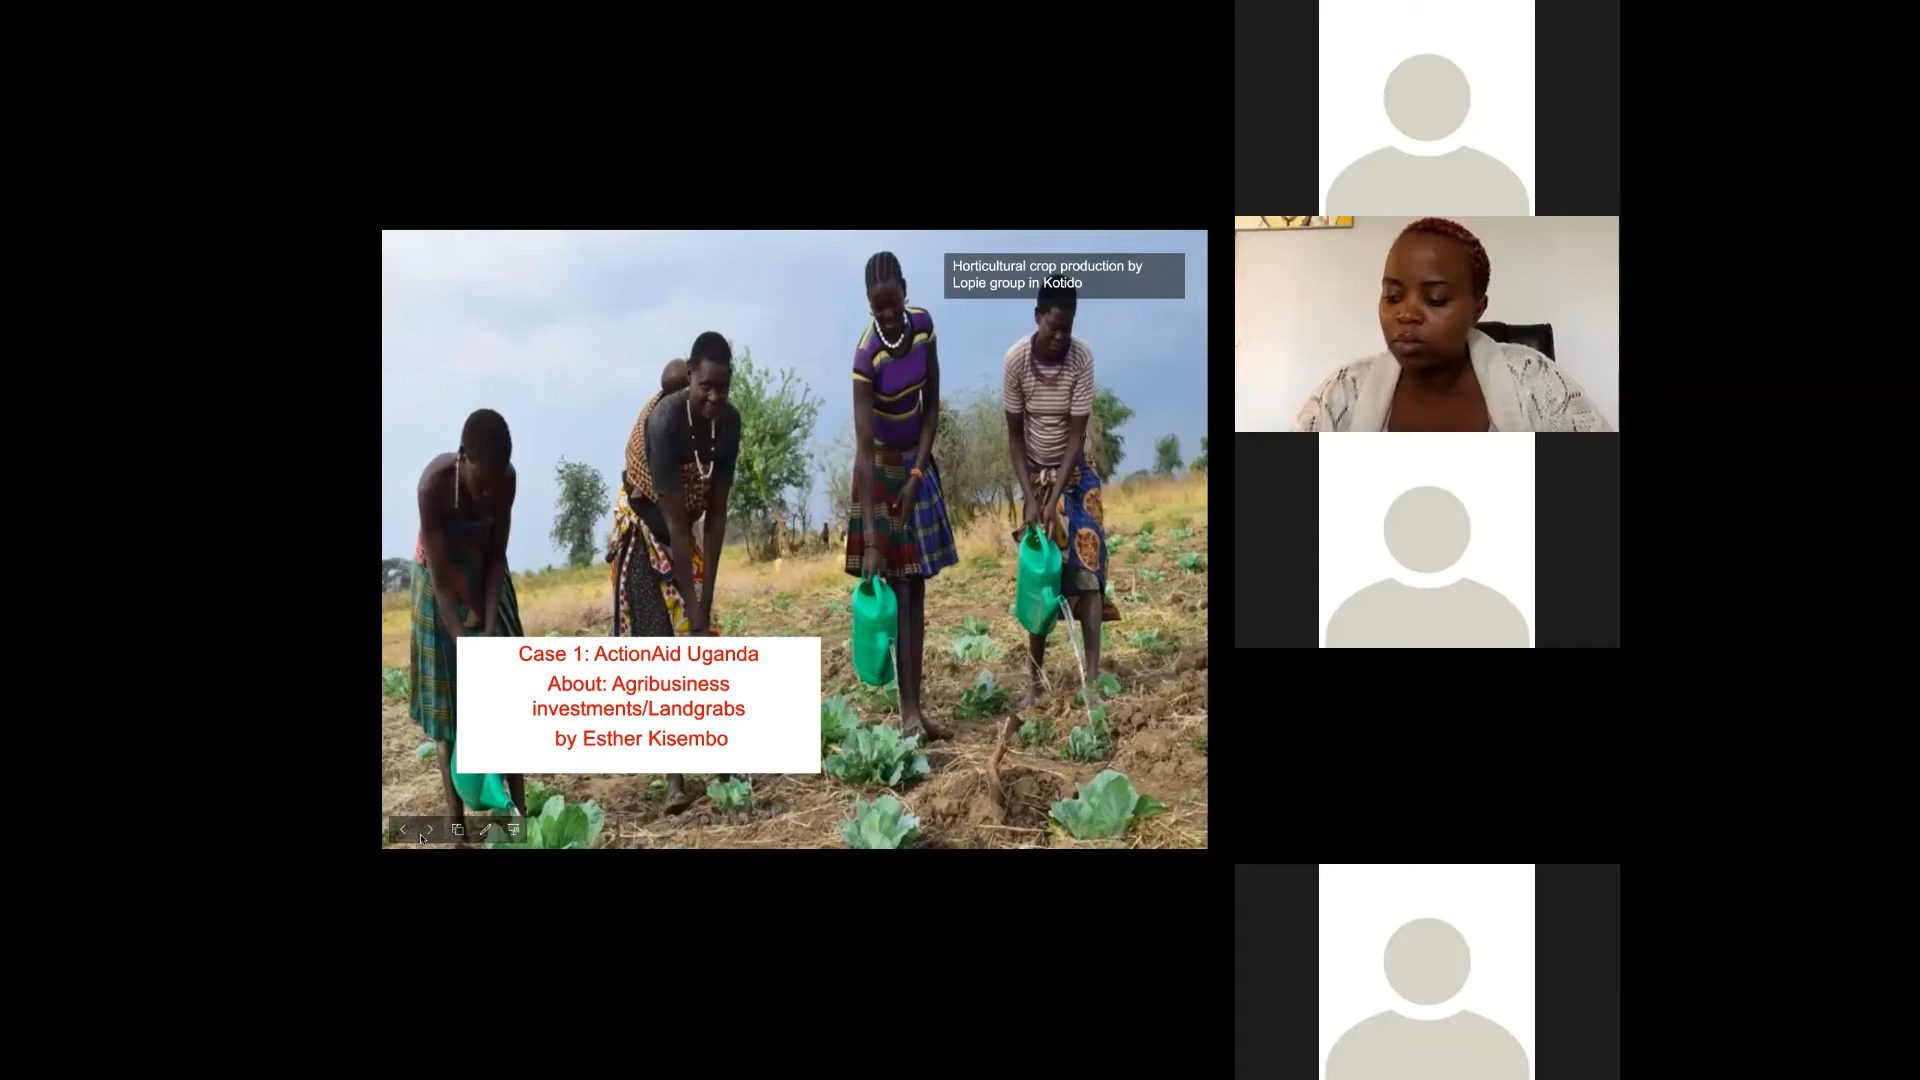 Horticultural crop production by
Lopie group in Kotido
Case 1: ActionAid Uganda
About: Agribusiness
investments/Landgrabs
by Esther Kisembo